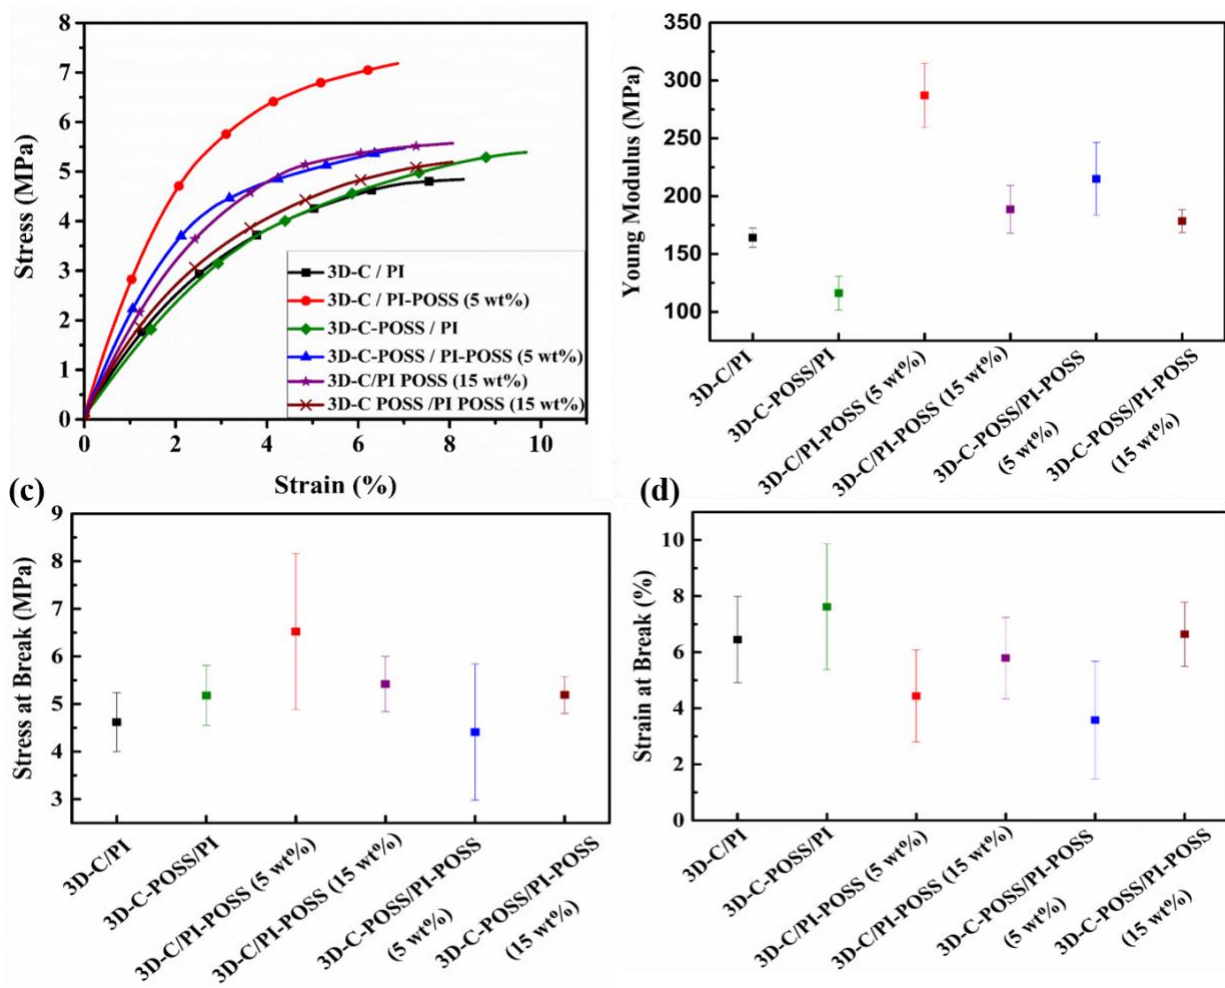 8
7
6
5
4
3
2
1
0
Stress (MPa)
0
2
4
6
8
10
Strain (%)
3D-C / PI
3D-C / PI-POSS (5 wt%)
3D-C-POSS / PI
3D-C-POSS / PI-POSS (5 wt%)
3D-C/PI POSS (15 wt%)
3D-C POSS /PI POSS (15 wt%)
350
300
250
200
150
100
Young Modulus (MPa)
3D-C/PI
3D-C-POSS/PI
3D-C/PI-POSS (5 wt%)
3D-C/PI-POSS (15 wt%)
3D-C-POSS/PI-POSS
(5 wt%)
3D-C-POSS/PI-POSS
(15 wt%)
(c)
9
8
7
6
5
4
3
Stress at Break (MPa)
3D-C/PI
3D-C-POSS/PI
3D-C/PI-POSS (5 wt%)
3D-C/PI-POSS (15 wt%)
3D-C-POSS/PI-POSS
(5 wt%)
3D-C-POSS/PI-POSS
(15 wt%)
(d)
10
8
6
4
2
0
Strain at Break (%)
3D-C/PI
3D-C-POSS/PI
3D-C/PI-POSS (5 wt%)
3D-C/PI-POSS (15 wt%)
3D-C-POSS/PI-POSS
(5 wt%)
3D-C-POSS/PI-POSS
(15 wt%)